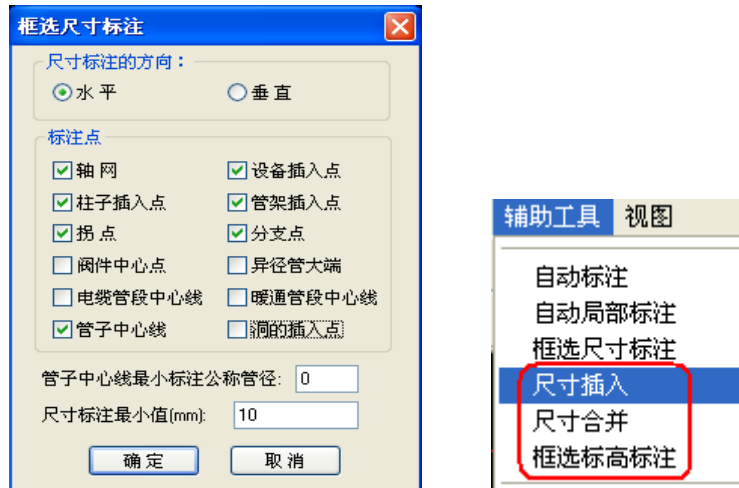 框选尺寸标注
尺寸标注的方向：
水 平 垂 直
标注点
轴 网 设备插入点
柱子插入点 管架插入点
拐 点 分支点
阀件中心点 异径管大端
电缆管段中心线 暖通管段中心线
管子中心线 洞的插入点
管子中心线最小标注公称管径: 0
尺寸标注最小值(mm): 10
确 定 取 消
辅助工具 视图
自动标注
自动局部标注
框选尺寸标注
尺寸插入
尺寸合并
框选标高标注